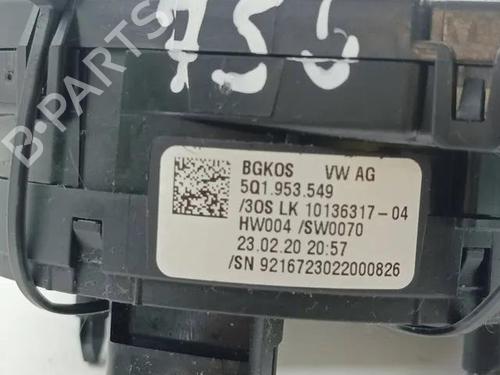 B-PARTS
BGKOS VW AG
5Q1.953.549
/3OS LK 10136317-04
HW004 /SW0070
23.02.20 20:57
/SN 9216723022000826